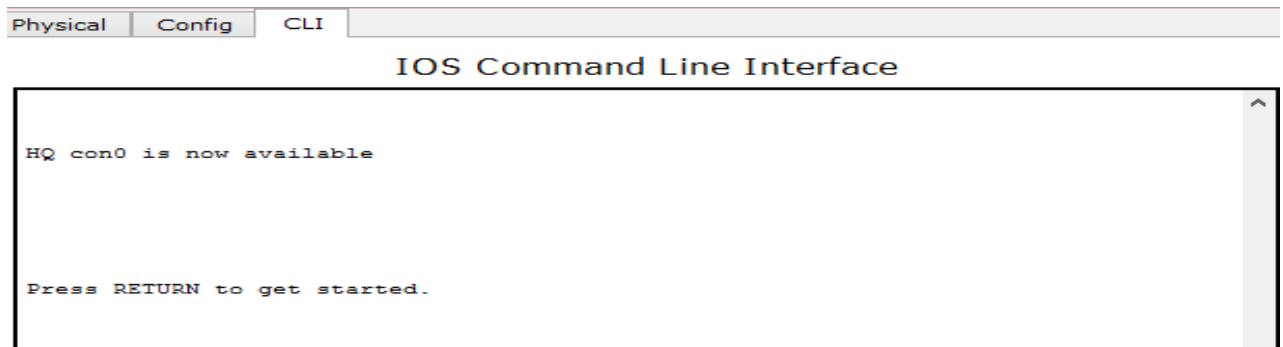 Physical Config CLI
IOS Command Line Interface
HQ con0 is now available
Press RETURN to get started.